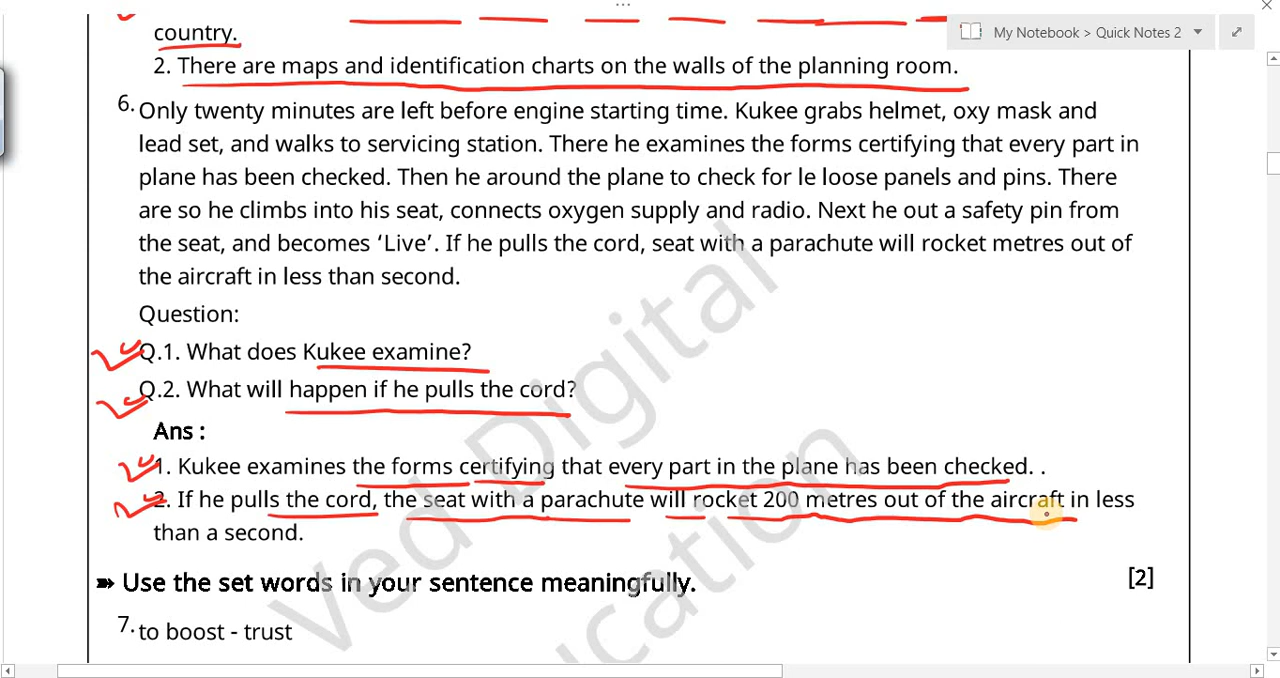 My Notebook > Quick Notes 2
country.
2. There are maps and identification charts on the walls of the planning room.
6. Only twenty minutes are left before engine starting time. Kukee grabs helmet, oxy mask and
lead set, and walks to servicing station. There he examines the forms certifying that every part in
plane has been checked. Then he around the plane to check for le loose panels and pins. There
are so he climbs into his seat, connects oxygen supply and radio. Next he out a safety pin from
the seat, and becomes ‘Live’. If he pulls the cord, seat with a parachute will rocket metres out of
the aircraft in less than second.
Question:
Q.1. What does Kukee examine?
Q.2. What will happen if he pulls the cord?
Ans :
1. Kukee examines the forms certifying that every part in the plane has been checked. .
2. If he pulls the cord, the seat with a parachute will rocket 200 metres out of the aircraft in less
than a second.
➽ Use the set words in your sentence meaningfully. [2]
7. to boost - trust
Ved Digital
ucation